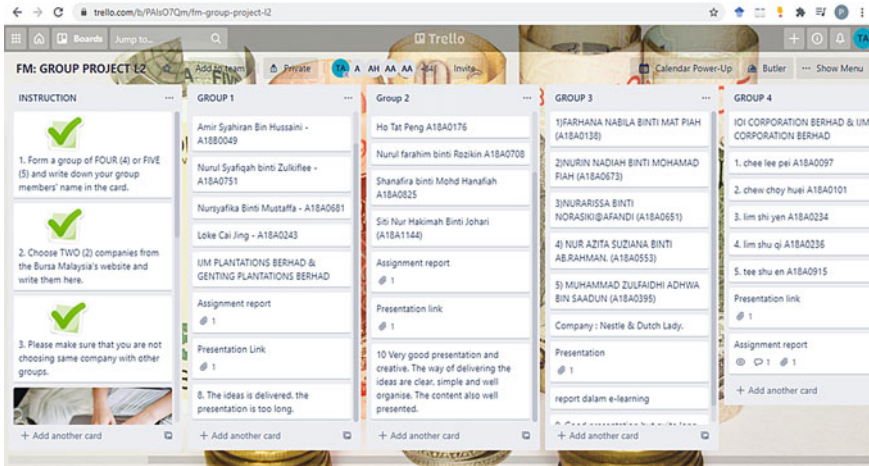 trello.com/b/PAlsO7Qm/fm-group-project-l2
Boards
Jump to...
Trello
TA
FM: GROUP PROJECT L2
Add to team
Private
TA A AH AA AA
Invite
Calendar Power-Up
Butler
... Show Menu
INSTRUCTION
1. Form a group of FOUR (4) or FIVE
(5) and write down your group
members' name in the card.
2. Choose TWO (2) companies from
the Bursa Malaysia's website and
write them here.
3. Please make sure that you are not
choosing same company with other
groups.
+ Add another card
GROUP 1
Amir Syahiran Bin Hussaini -
A18B0049
Nurul Syafiqah binti Zulkiflee -
A18A0751
Nursyafika Binti Mustaffa - A18A0681
Loke Cai Jing - A18A0243
IJM PLANTATIONS BERHAD &
GENTING PLANTATIONS BERHAD
Assignment report
1
Presentation Link
1
8. The ideas is delivered. the
presentation is too long.
+ Add another card
Group 2
Ho Tat Peng A18A0176
Nurul farahim binti Rozikin A18A0708
Shanafira binti Mohd Hanafiah
A18A0825
Siti Nur Hakimah Binti Johari
(A18A1144)
Assignment report
1
Presentation link
1
10 Very good presentation and
creative. The way of delivering the
ideas are clear, simple and well
organise. The content also well
presented.
+ Add another card
GROUP 3
1)FARHANA NABILA BINTI MAT PIAH
(A18A0138)
2)NURIN NADIAH BINTI MOHAMAD
FIAH (A18A0673)
3)NURARISSA BINTI
NORASIKI@AFANDI (A18A0651)
4) NUR AZITA SUZIANA BINTI
AB.RAHMAN. (A18A0553)
5) MUHAMMAD ZULFAIDHI ADHWA
BIN SAADUN (A18A0395)
Company : Nestle & Dutch Lady.
Presentation
1
report dalam e-learning
+ Add another card
GROUP 4
IOI CORPORATION BERHAD & IJM
CORPORATION BERHAD
1. chee lee pei A18A0097
2. chew choy huei A18A0101
3. lim shi yen A18A0234
4. lim shu qi A18A0236
5. tee shu en A18A0915
Presentation link
1
Assignment report
1 1
+ Add another card